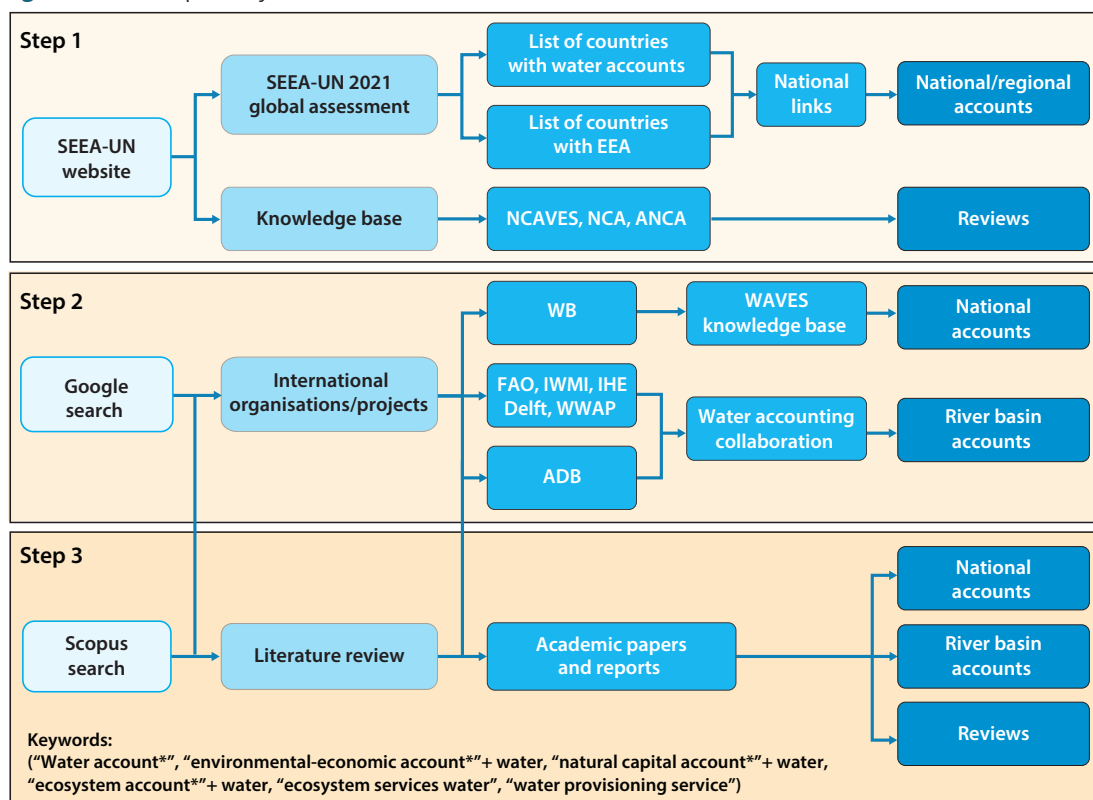 Step 1
SEEA-UN
website
SEEA-UN 2021
global assessment
List of countries
with water accounts
List of countries
with EEA
National
links
National/regional
accounts
Knowledge base
NCAVES, NCA, ANCA
Reviews
Step 2
Google
search
International
organisations/projects
WB
WAVES
knowledge base
National
accounts
FAO, IWMI, IHE
Delft, WWAP
ADB
Water accounting
collaboration
River basin
accounts
Step 3
Scopus
search
Literature review
Academic papers
and reports
National
accounts
River basin
accounts
Reviews
Keywords:
(“Water account*”, “environmental-economic account*”+ water, “natural capital account*”+ water,
“ecosystem account*”+ water, “ecosystem services water”, “water provisioning service”)